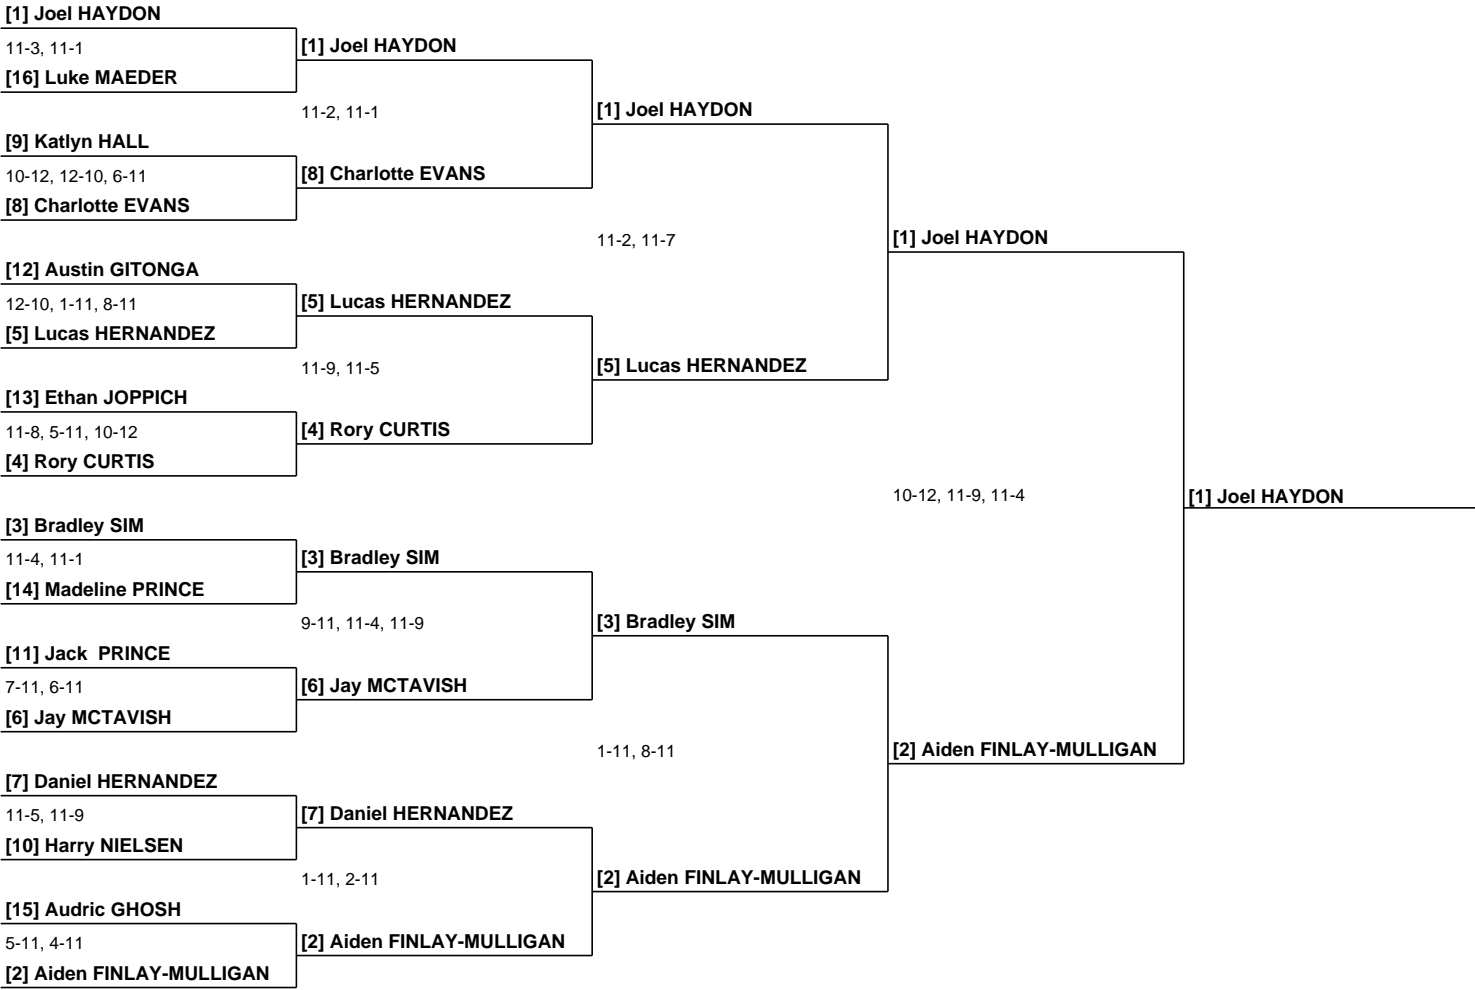 [1] Joel HAYDON
11-3, 11-1
[16] Luke MAEDER
[9] Katlyn HALL
10-12, 12-10, 6-11
[8] Charlotte EVANS
[12] Austin GITONGA
12-10, 1-11, 8-11
[5] Lucas HERNANDEZ
[13] Ethan JOPPICH
11-8, 5-11, 10-12
[4] Rory CURTIS
[3] Bradley SIM
11-4, 11-1
[14] Madeline PRINCE
[11] Jack  PRINCE
7-11, 6-11
[6] Jay MCTAVISH
[7] Daniel HERNANDEZ
11-5, 11-9
[10] Harry NIELSEN
[15] Audric GHOSH
5-11, 4-11
[2] Aiden FINLAY-MULLIGAN
[1] Joel HAYDON
11-2, 11-1
[8] Charlotte EVANS
[5] Lucas HERNANDEZ
11-9, 11-5
[4] Rory CURTIS
[3] Bradley SIM
9-11, 11-4, 11-9
[6] Jay MCTAVISH
[7] Daniel HERNANDEZ
1-11, 2-11
[2] Aiden FINLAY-MULLIGAN
[1] Joel HAYDON
11-2, 11-7
[5] Lucas HERNANDEZ
[3] Bradley SIM
1-11, 8-11
[2] Aiden FINLAY-MULLIGAN
[1] Joel HAYDON
10-12, 11-9, 11-4
[2] Aiden FINLAY-MULLIGAN
[1] Joel HAYDON